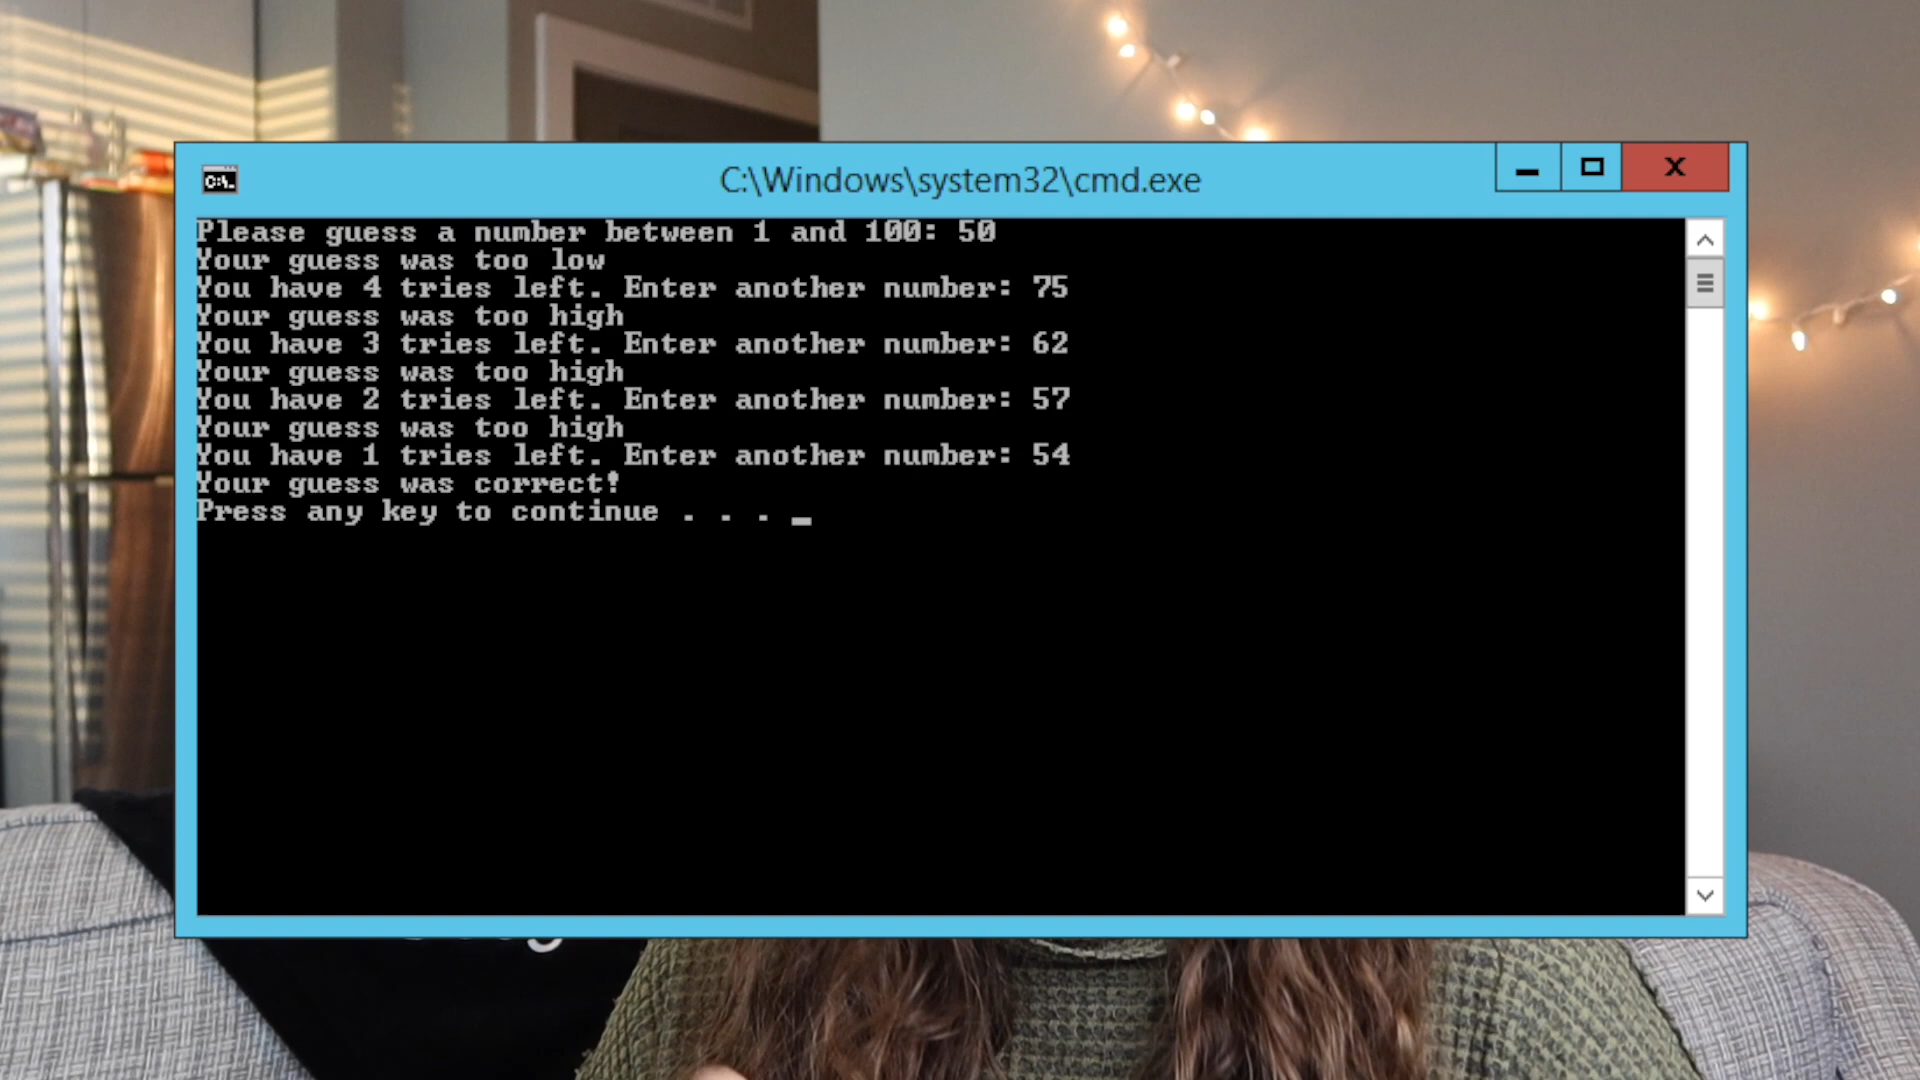 C:\Windows\system32\cmd.exe
Please guess a number between 1 and 100: 50
Your guess was too low
You have 4 tries left. Enter another number: 75
Your guess was too high
You have 3 tries left. Enter another number: 62
Your guess was too high
You have 2 tries left. Enter another number: 57
Your guess was too high
You have 1 tries left. Enter another number: 54
Your guess was correct!
Press any key to continue . . .